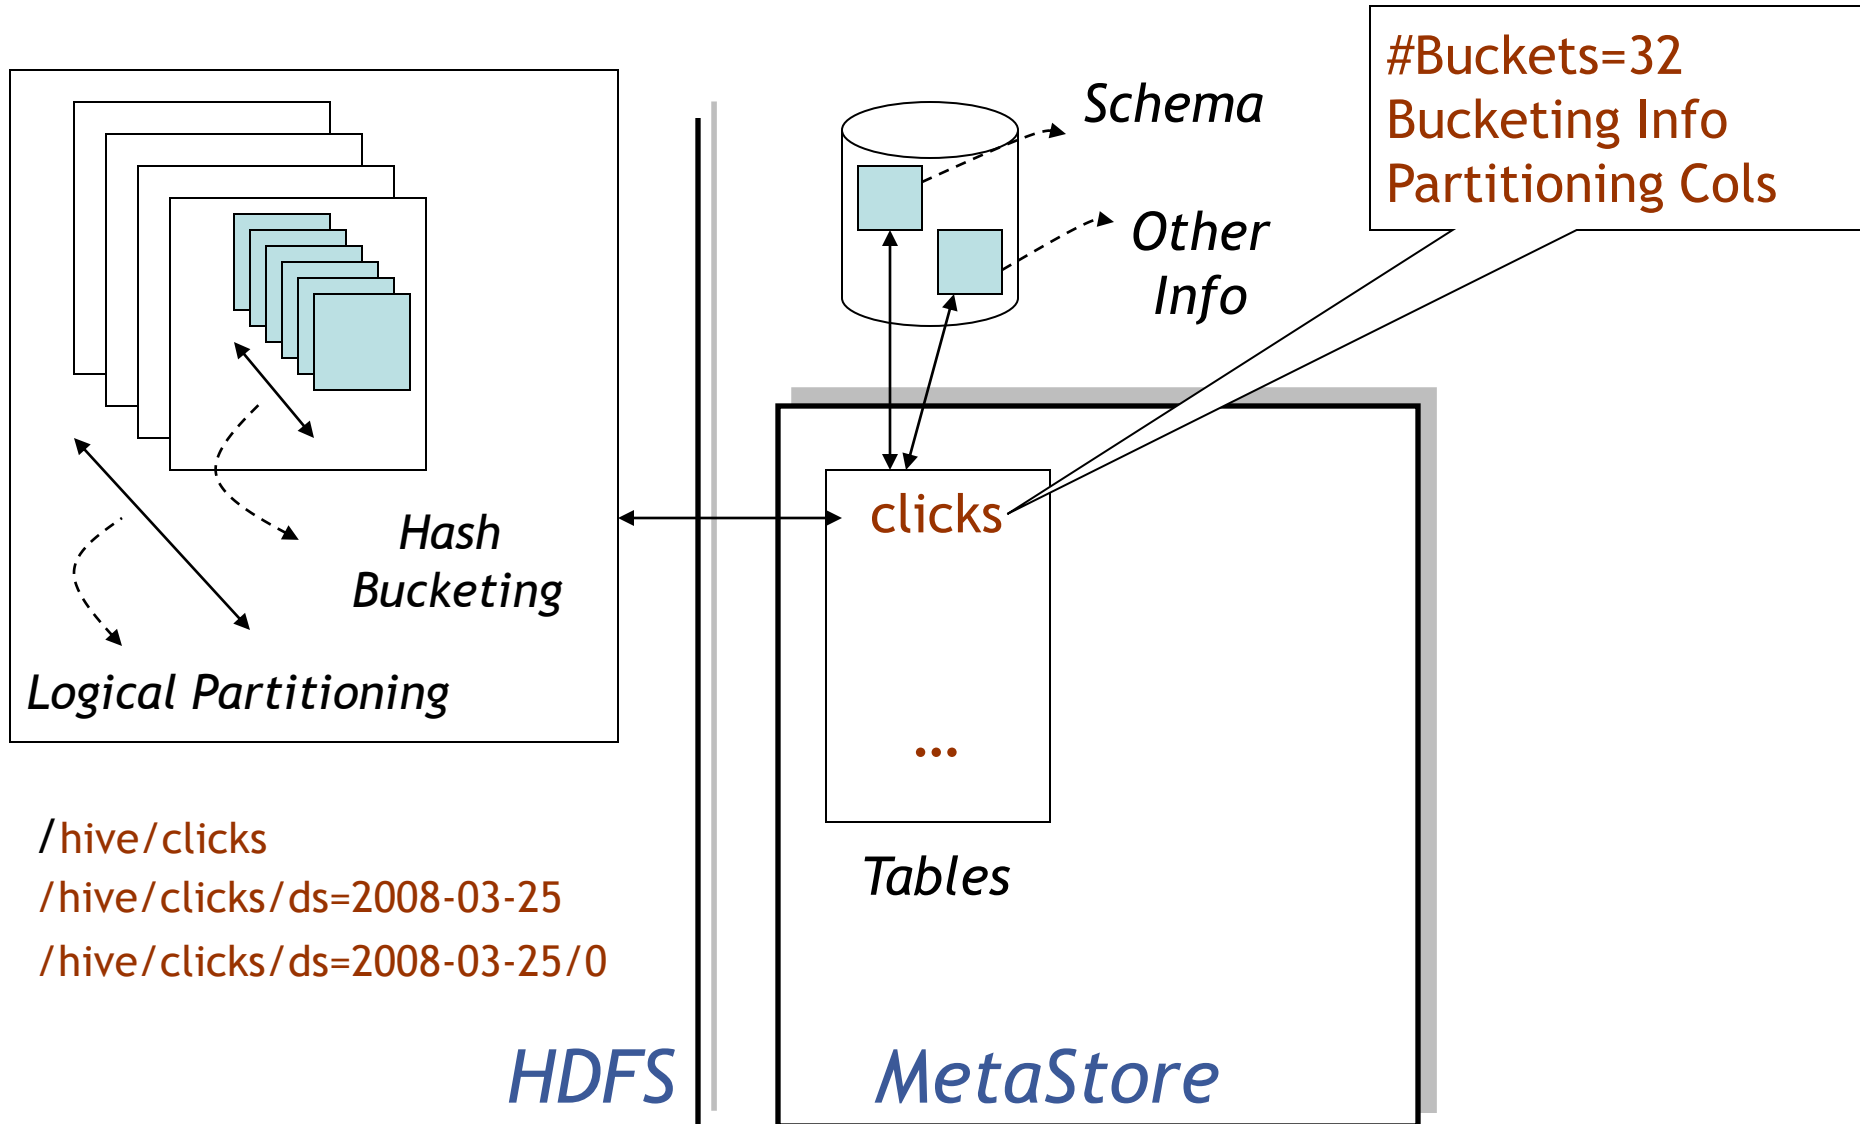 #Buckets=32
Bucketing Info
Partitioning Cols
Schema
Other
Info
Hash
Bucketing
Logical Partitioning
clicks
...
Tables
/hive/clicks
/hive/clicks/ds=2008-03-25
/hive/clicks/ds=2008-03-25/0
HDFS
MetaStore